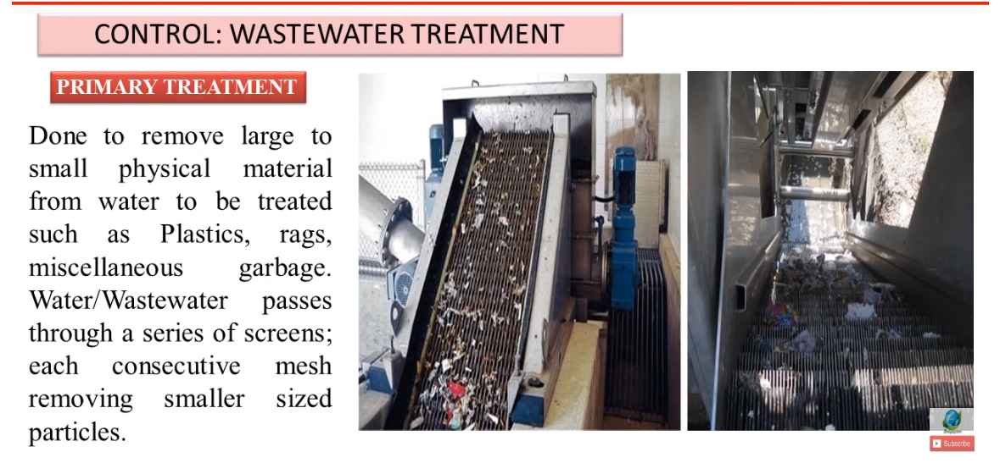 CONTROL: WASTEWATER TREATMENT
PRIMARY TREATMENT
Done to remove large to
small physical material
from water to be treated
such as Plastics, rags,
miscellaneous garbage.
Water/Wastewater passes
through a series of screens;
each consecutive mesh
removing smaller sized
particles.
Subscribe